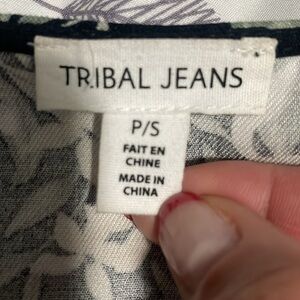 TRIBAL JEANS
P/S
FAIT EN
CHINE
MADE IN
CHINA